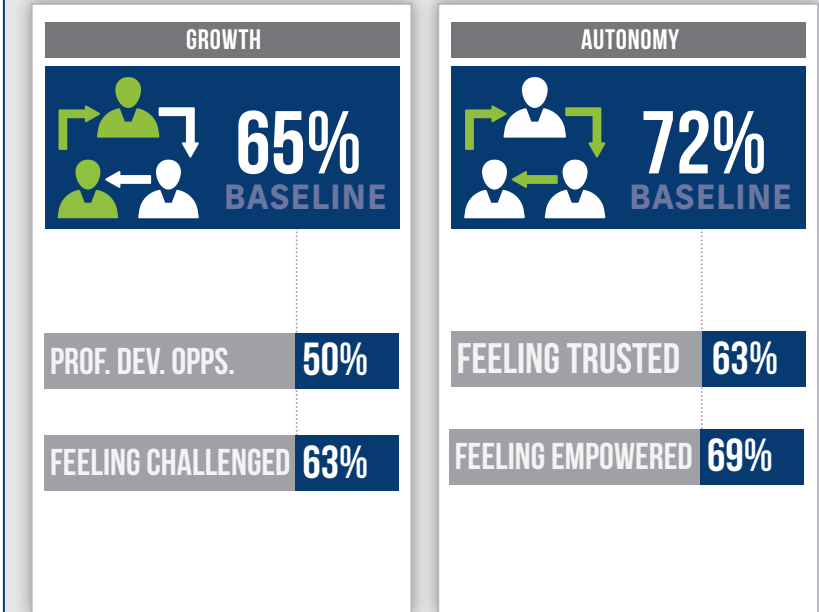 GROWTH
65%
BASELINE
PROF. DEV. OPPS. 50%
FEELING CHALLENGED 63%
AUTONOMY
72%
BASELINE
FEELING TRUSTED 63%
FEELING EMPOWERED 69%